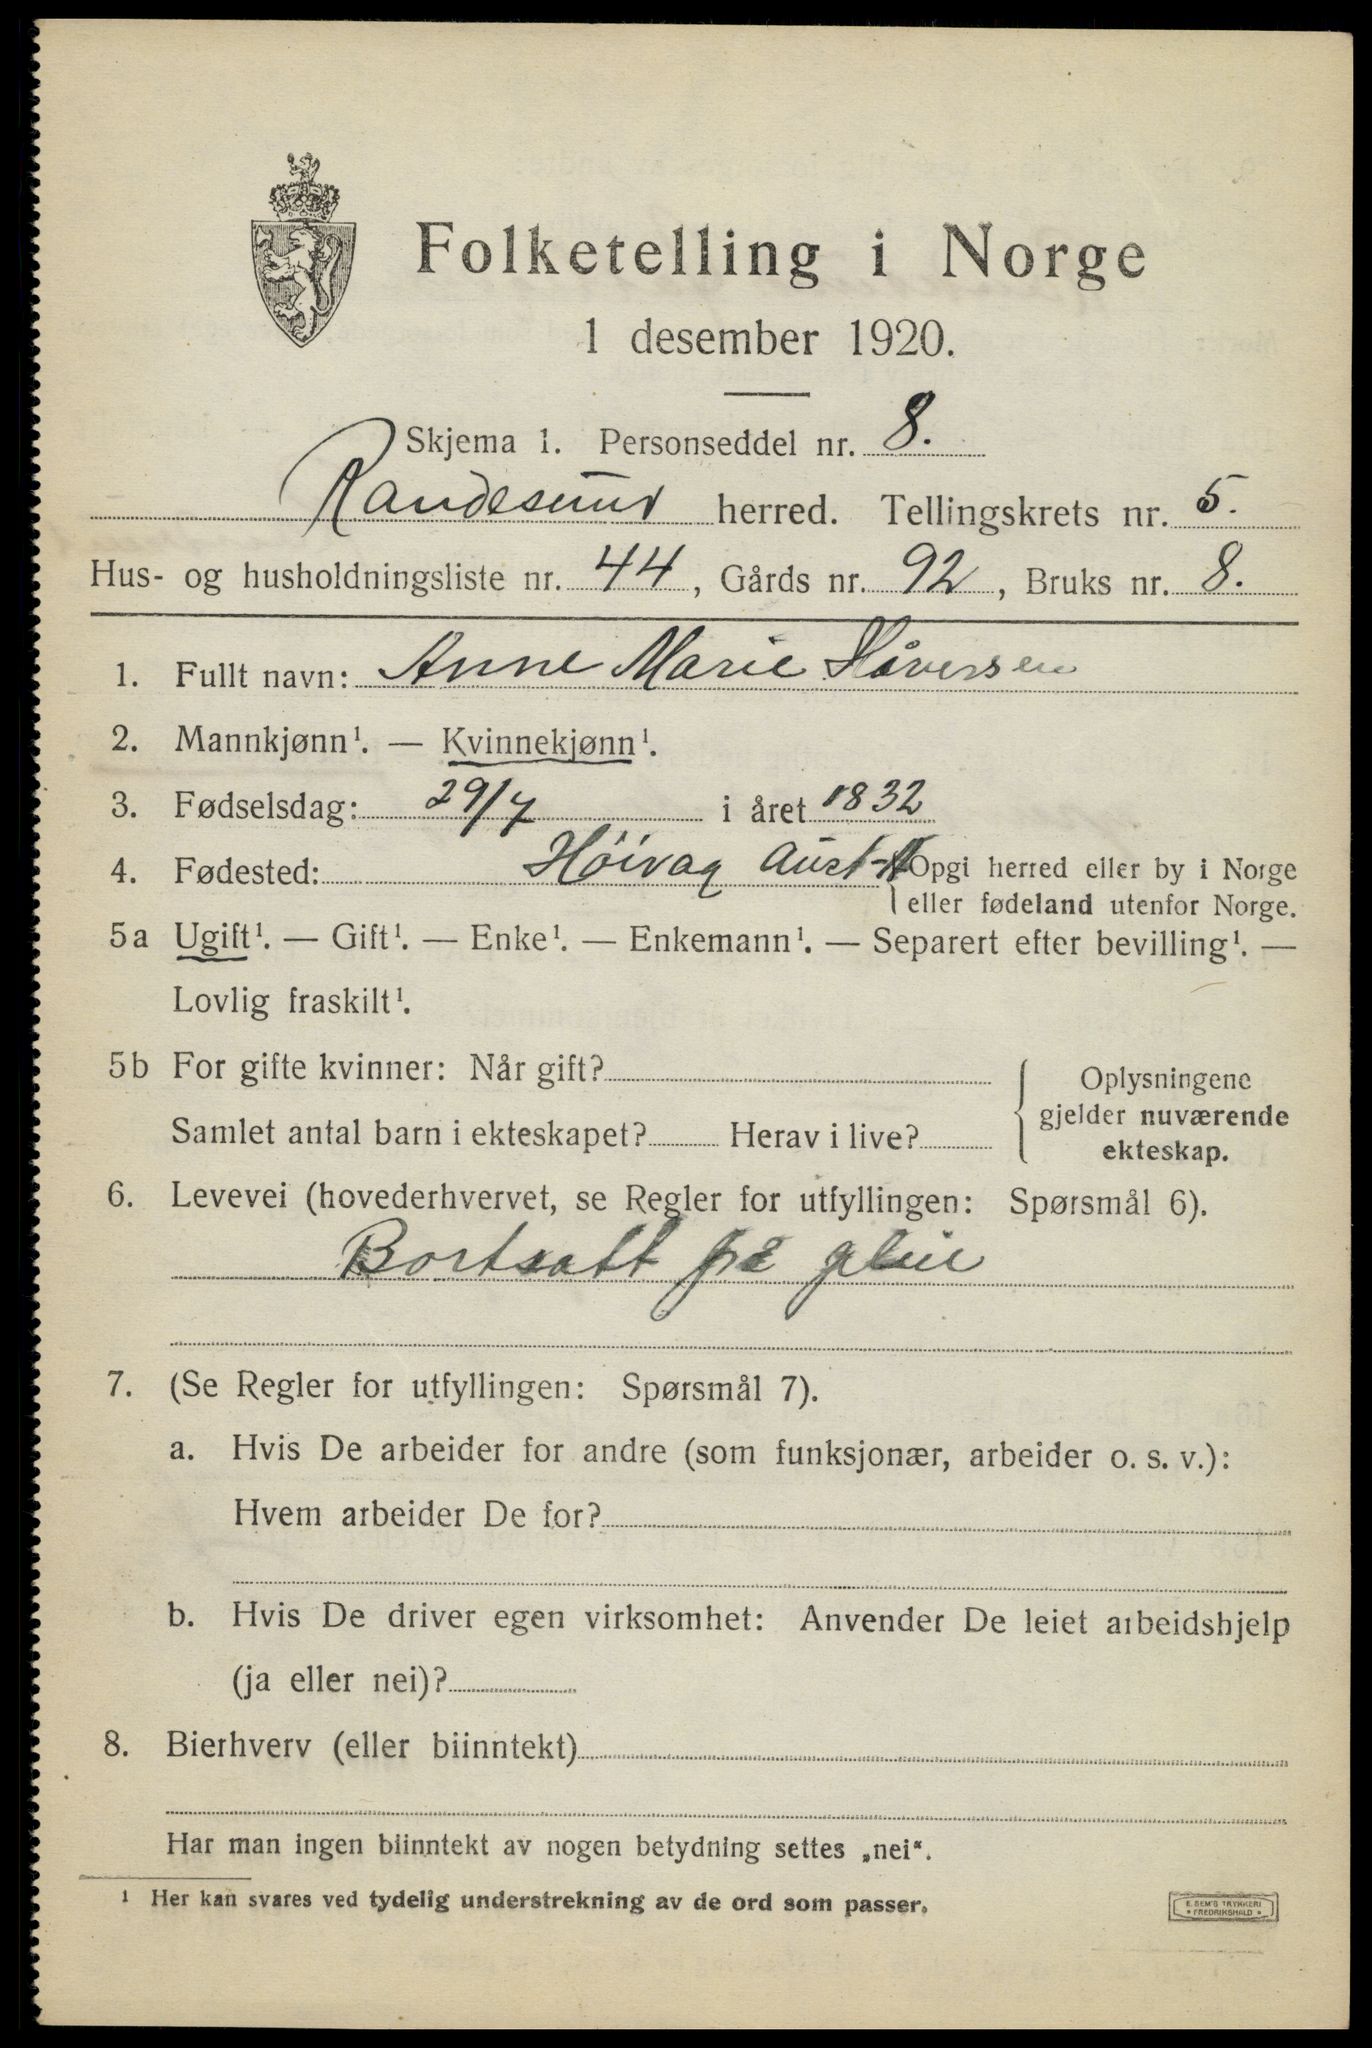 Folketelling i Norge
1 desember 1920.
Skjema 1. Personseddel nr. 8.
Randesund herred. Tellingskrets nr. 5.
Hus- og husholdningsliste nr. 44, Gårds nr. 92, Bruks nr. 8.
1. Fullt navn: Anne Marie Håversen
2. Mannkjønn¹. — Kvinnekjønn¹.
3. Fødselsdag: 29/7 i året 1832
4. Fødested: Høivag Aust-A Opgi herred eller by i Norge
eller fødeland utenfor Norge.
5a Ugift¹. — Gift¹. — Enke¹. — Enkemann¹. — Separert efter bevilling¹. —
Lovlig fraskilt¹.
5b For gifte kvinner: Når gift?
Samlet antal barn i ekteskapet? Herav i live?
Oplysningene
gjelder nuværende
ekteskap.
6. Levevei (hovederhvervet, se Regler for utfyllingen: Spørsmål 6).
Bortsatt på pleie
7. (Se Regler for utfyllingen: Spørsmål 7).
a. Hvis De arbeider for andre (som funksjonær, arbeider o. s. v.):
Hvem arbeider De for?
b. Hvis De driver egen virksomhet: Anvender De leiet arbeidshjelp
(ja eller nei)?
8. Bierhverv (eller biinntekt)
Har man ingen biinntekt av nogen betydning settes „nei“.
¹ Her kan svares ved tydelig understrekning av de ord som passer.
E. SEM'S TRYKKERI
* FREDRIKSHALD *